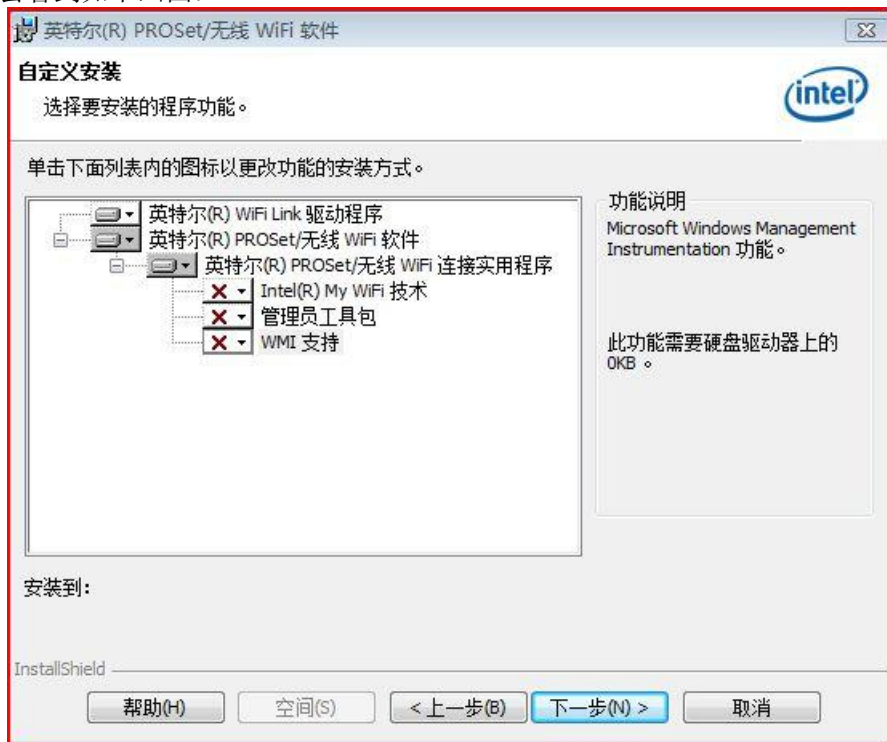 英特尔(R) PROSet/无线 WiFi 软件
自定义安装
选择要安装的程序功能。
intel
单击下面列表内的图标以更改功能的安装方式。
英特尔(R) WiFi Link 驱动程序
英特尔(R) PROSet/无线 WiFi 软件
英特尔(R) PROSet/无线 WiFi 连接实用程序
Intel(R) My WiFi 技术
管理员工具包
WMI 支持
功能说明
Microsoft Windows Management
Instrumentation 功能。
此功能需要硬盘驱动器上的
0KB 。
安装到：
InstallShield
帮助(H) 空间(S) <上一步(B) 下一步(N) > 取消